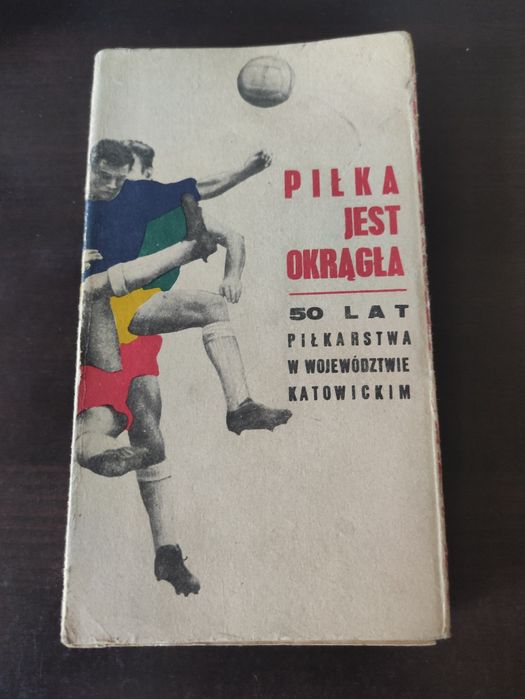 PIŁKA
JEST
OKRĄGŁA
50 LAT
PIŁKARSTWA
W WOJEWÓDZTWIE
KATOWICKIM